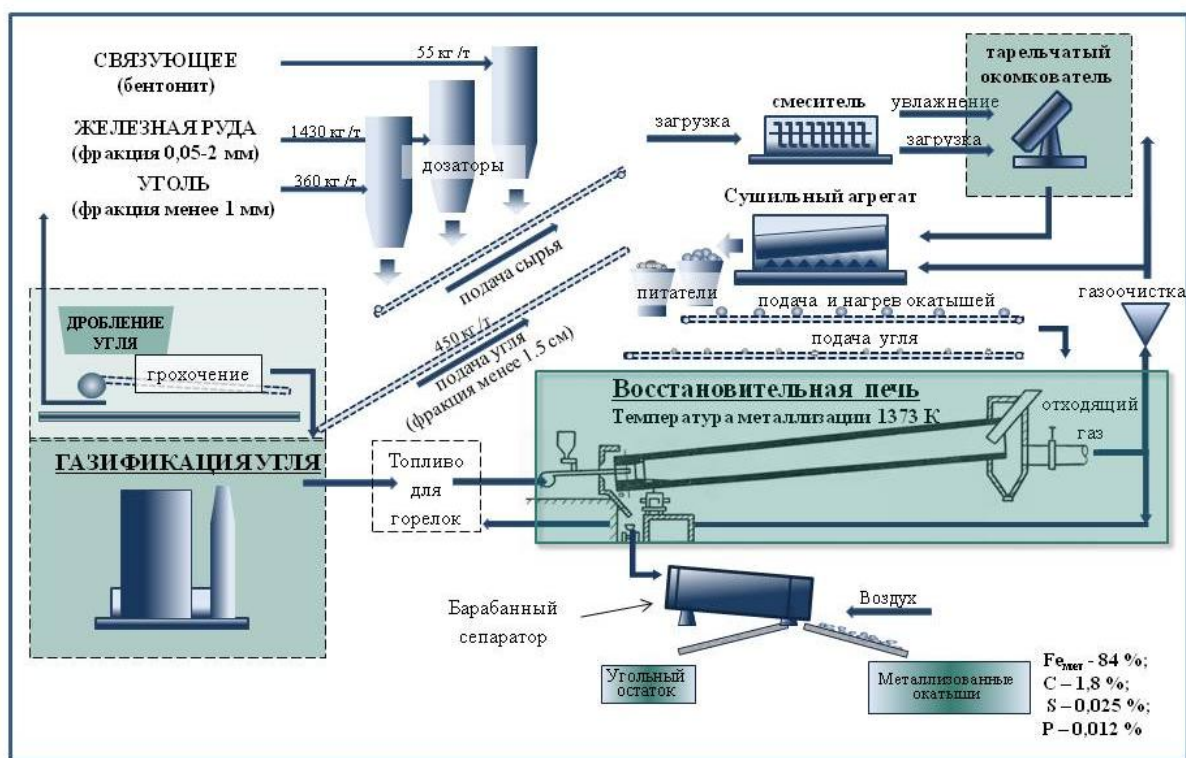 СВЯЗУЮЩЕЕ
(бентонит)
55 кг /т
ЖЕЛЕЗНАЯ РУДА
(фракция 0,05-2 мм)
1430 кг /т
УГОЛЬ
(фракция менее 1 мм)
360 кг /т
дозаторы
загрузка
смеситель
увлажнение
загрузка
тарельчатый
окомкователь
Сушильный агрегат
подача сырья
питатели
подача и нагрев окатышей
газоочистка
ДРОБЛЕНИЕ
УГЛЯ
грохочение
450 кг /т
подача угля
(фракция менее 1.5 см)
подача угля
Восстановительная печь
Температура металлизации 1373 К
отходящий
газ
ГАЗИФИКАЦИЯ УГЛЯ
Топливо
для
горелок
Барабанный
сепаратор
Воздух
Угольный
остаток
Металлизованные
окатыши
Feмет - 84 %;
С – 1,8 %;
S – 0,025 %;
P – 0,012 %